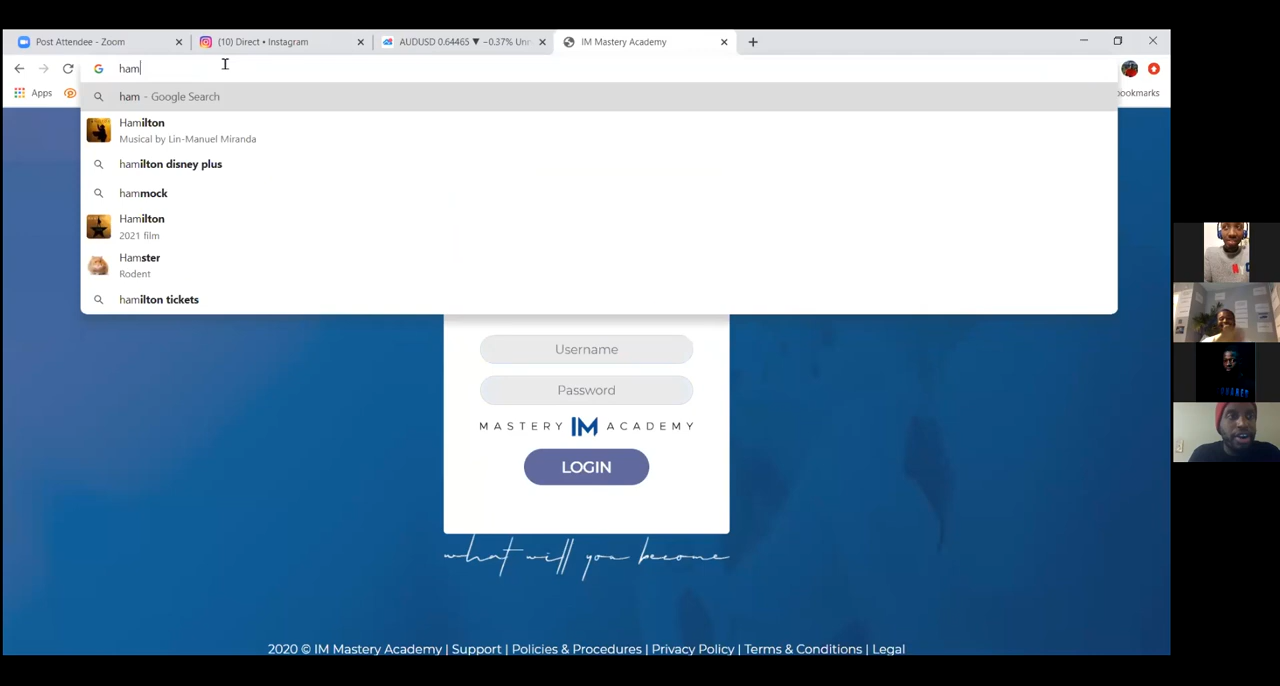 Post Attendee - Zoom
(10) Direct • Instagram
AUDUSD 0.64465 ▼ −0.37% Unn
IM Mastery Academy
ham
Apps
bookmarks
ham - Google Search
Hamilton
Musical by Lin-Manuel Miranda
hamilton disney plus
hammock
Hamilton
2021 film
Hamster
Rodent
hamilton tickets
Username
Password
MASTERY IM ACADEMY
LOGIN
what will you become
2020 © IM Mastery Academy | Support | Policies & Procedures | Privacy Policy | Terms & Conditions | Legal